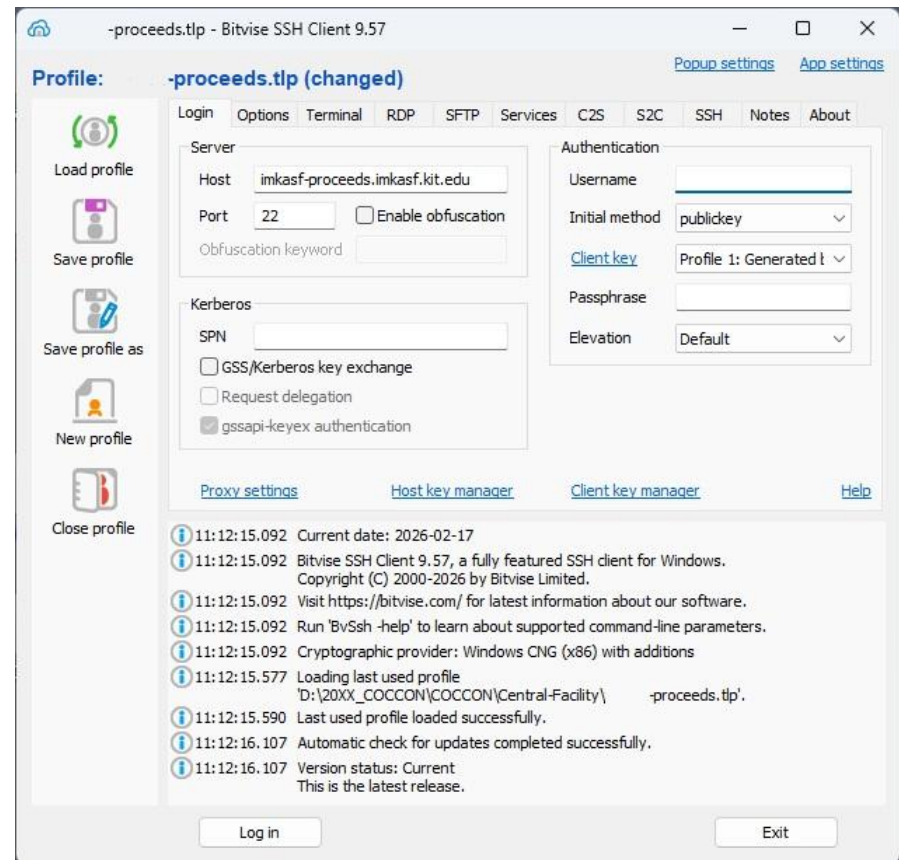 -proceeds.tlp - Bitvise SSH Client 9.57
Profile: -proceeds.tlp (changed)
Popup settings App settings
Load profile
Save profile
Save profile as
New profile
Close profile
Login Options Terminal RDP SFTP Services C2S S2C SSH Notes About
Server
Host imkasf-proceeds.imkasf.kit.edu
Port 22 Enable obfuscation
Obfuscation keyword
Kerberos
SPN
GSS/Kerberos key exchange
Request delegation
gssapi-keyex authentication
Authentication
Username
Initial method publickey
Client key Profile 1: Generated
Passphrase
Elevation Default
Proxy settings Host key manager Client key manager Help
11:12:15.092 Current date: 2026-02-17
11:12:15.092 Bitvise SSH Client 9.57, a fully featured SSH client for Windows.
Copyright (C) 2000-2026 by Bitvise Limited.
11:12:15.092 Visit https://bitvise.com/ for latest information about our software.
11:12:15.092 Run 'BvSsh -help' to learn about supported command-line parameters.
11:12:15.092 Cryptographic provider: Windows CNG (x86) with additions
11:12:15.577 Loading last used profile
'D:\20XX_COCCON\COCCON\Central-Facility\ -proceeds.tlp'.
11:12:15.590 Last used profile loaded successfully.
11:12:16.107 Automatic check for updates completed successfully.
11:12:16.107 Version status: Current
This is the latest release.
Log in Exit